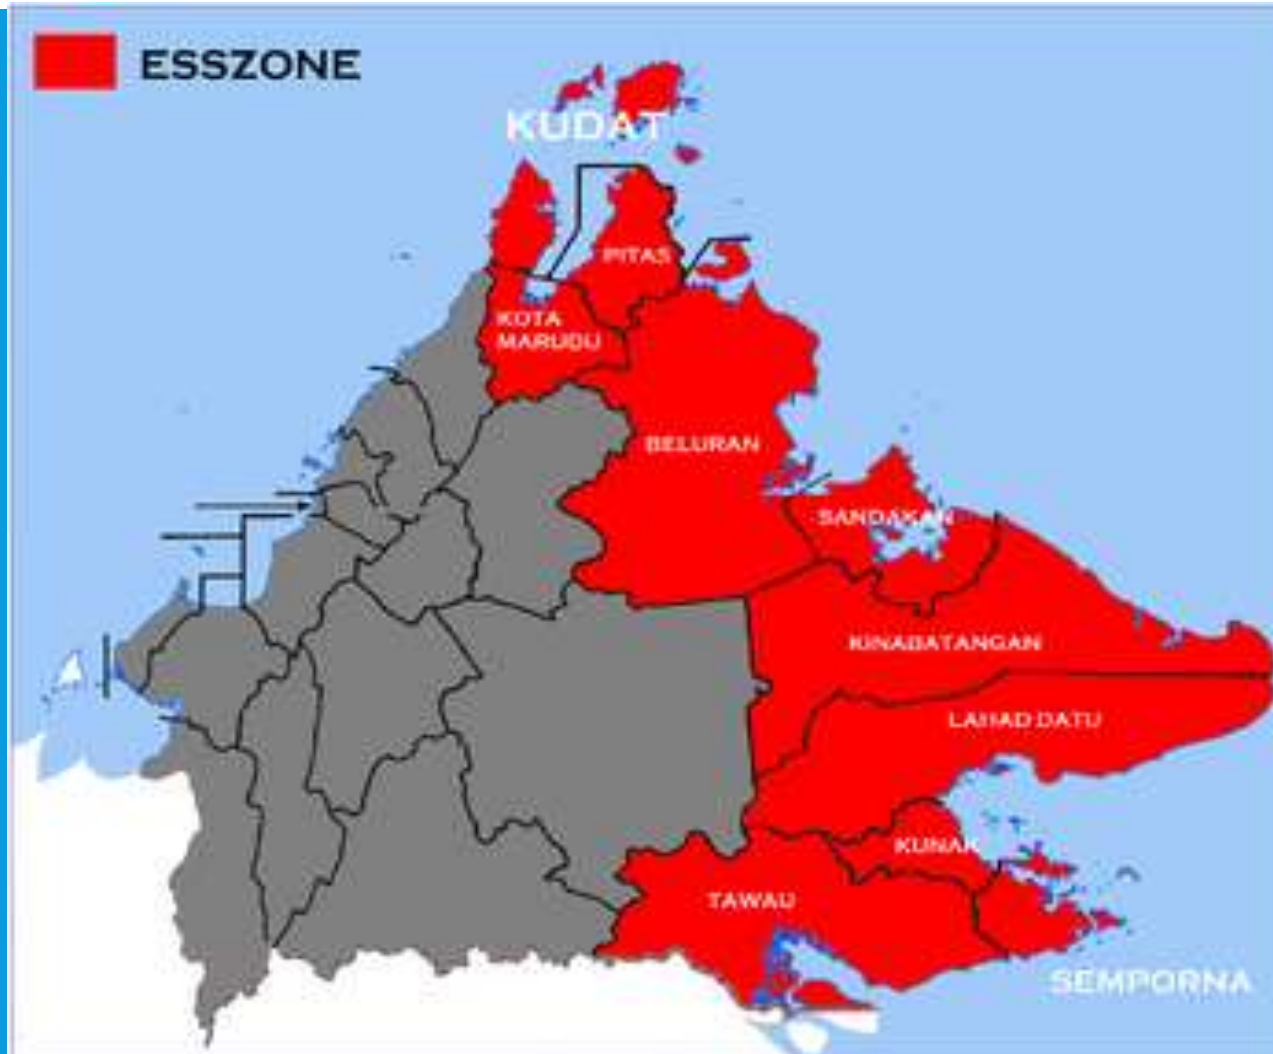 ESSZONE
KUDAT
PITAS
KOTA
MARUDU
BELURAN
SANDAKAN
KINABATANGAN
LAHAD DATU
KUNAK
TAWAU
SEMPORNA